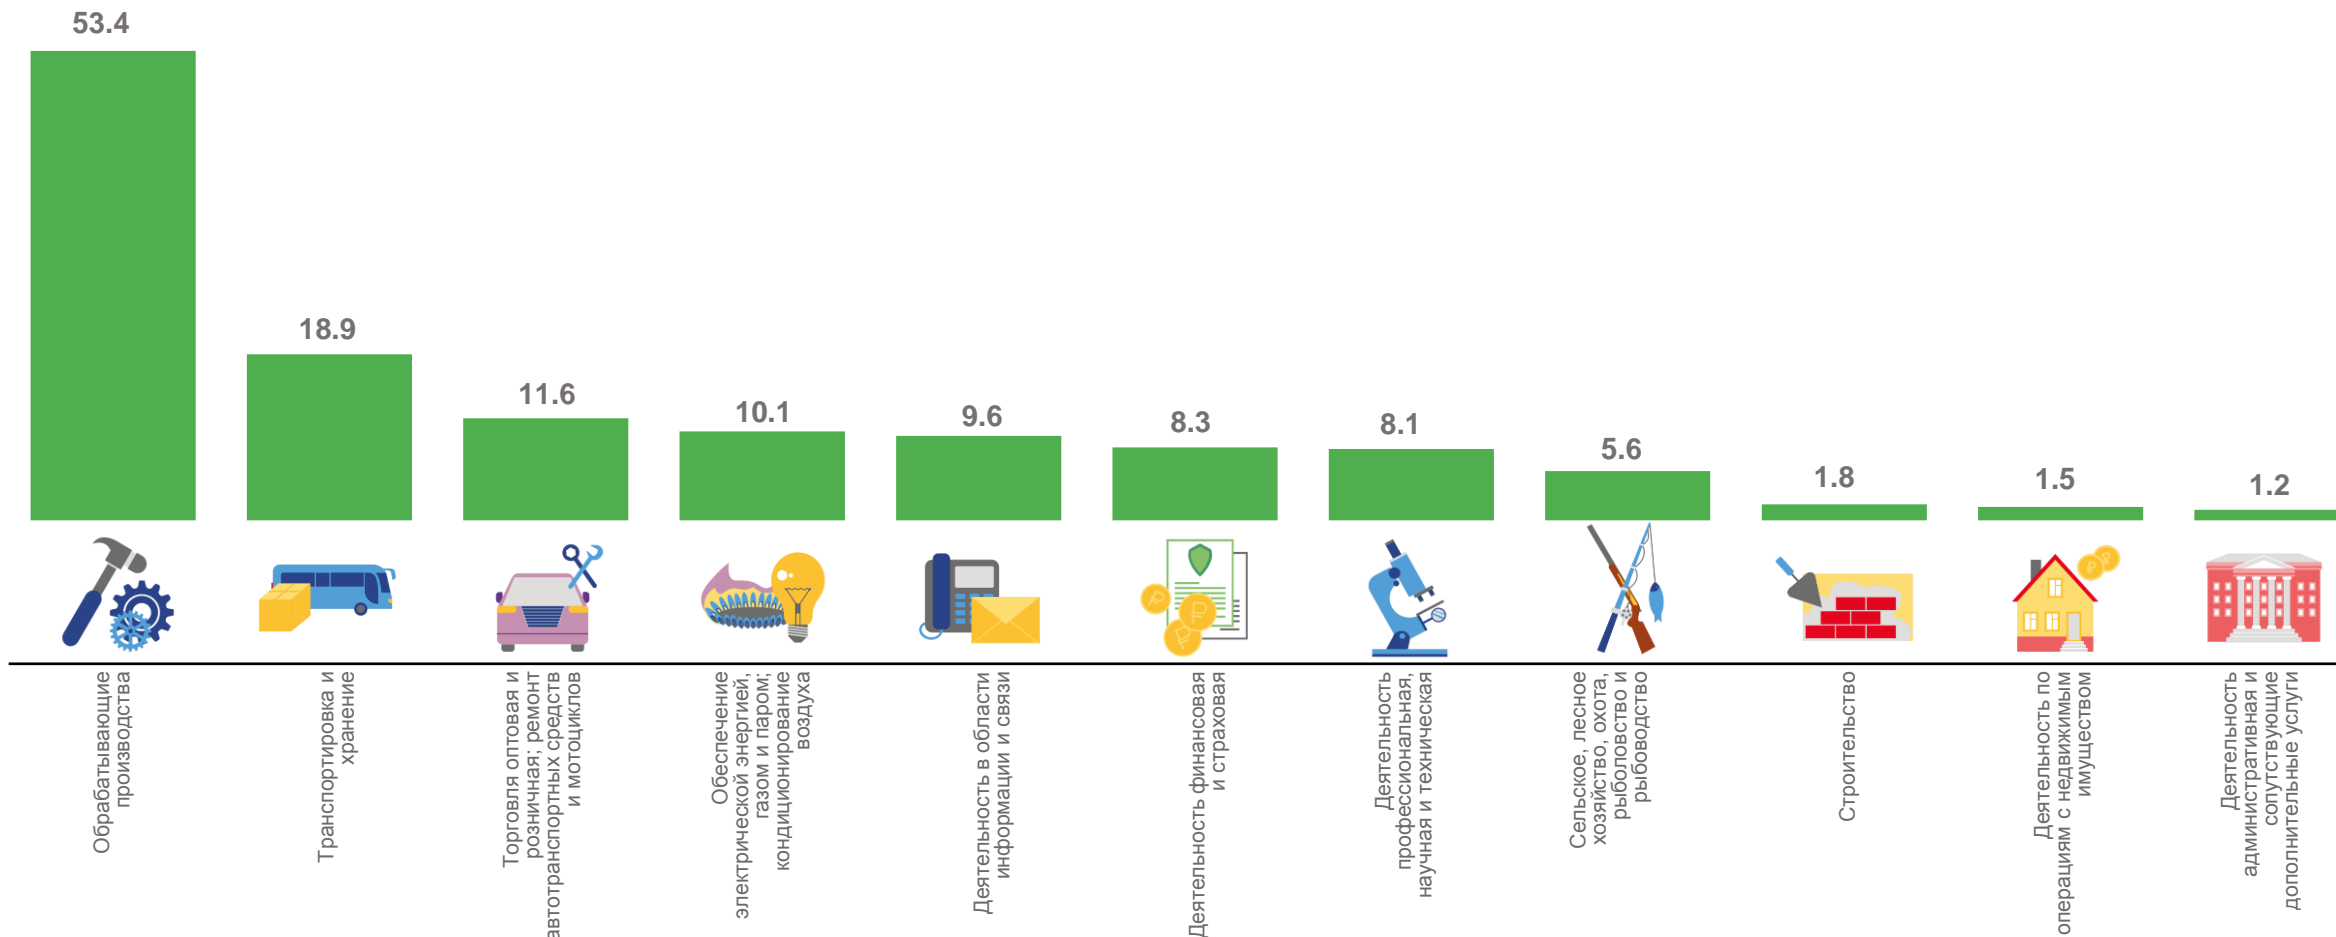 53.4
18.9
11.6
10.1
9.6
8.3
8.1
5.6
1.8
1.5
1.2
Обрабатывающие
производства
Транспортировка и
хранение
Торговля оптовая и
розничная; ремонт
автотранспортных средств
и мотоциклов
Обеспечение
электрической энергией,
газом и паром;
кондиционирование
воздуха
Деятельность в области
информации и связи
Деятельность финансовая
и страховая
Деятельность
профессиональная,
научная и техническая
Сельское, лесное
хозяйство, охота,
рыболовство и
рыбоводство
Строительство
Деятельность по
операциям с недвижимым
имуществом
Деятельность
административная и
сопутствующие
дополнительные услуги